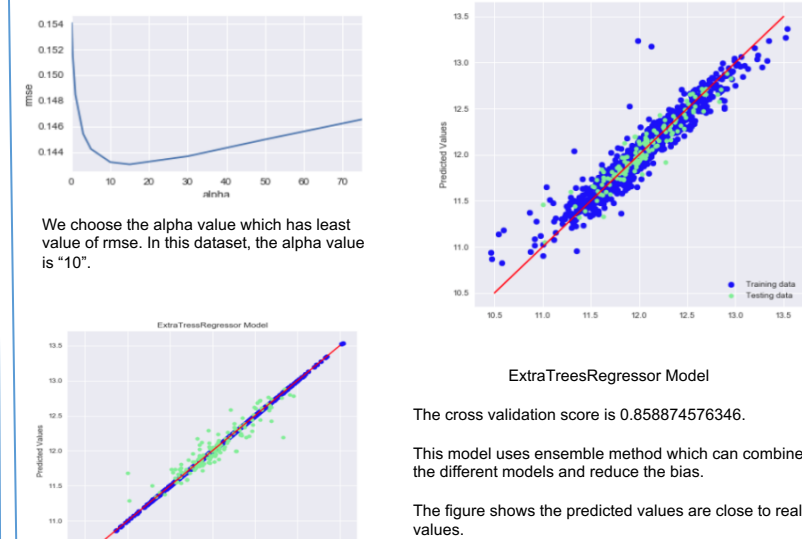 0.154
0.152
0.150
0.148
0.146
0.144
rmse
0 10 20 30 40 50 60 70
alpha
We choose the alpha value which has least
value of rmse. In this dataset, the alpha value
is “10”.
13.5
13.0
12.5
12.0
11.5
11.0
10.5
Predicted Values
Training data
Testing data
10.5 11.0 11.5 12.0 12.5 13.0 13.5
ExtraTressRegressor Model
13.5
13.0
12.5
12.0
11.5
11.0
Predicted Values
ExtraTreesRegressor Model
The cross validation score is 0.858874576346.
This model uses ensemble method which can combine
the different models and reduce the bias.
The figure shows the predicted values are close to real
values.